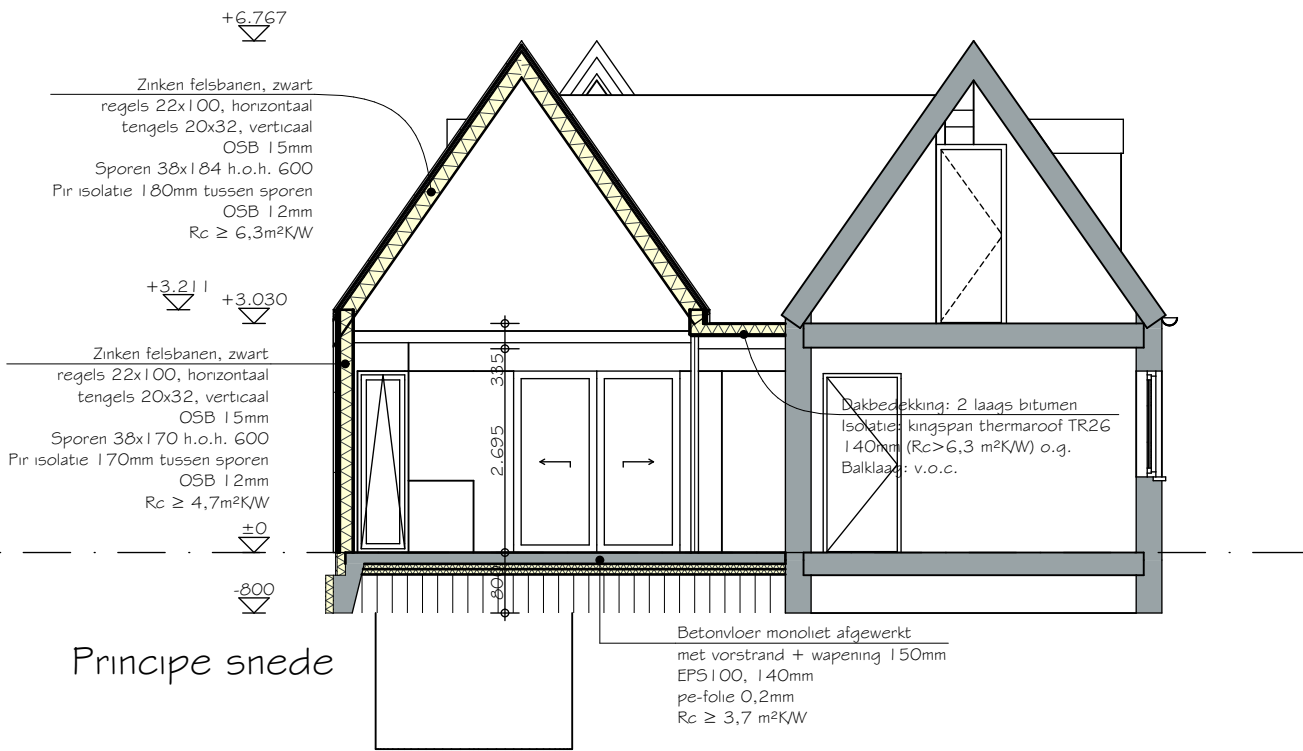 +6.767
Zinken felsbanen, zwart
regels 22x100, horizontaal
tengels 20x32, verticaal
OSB 15mm
Sporen 38x184 h.o.h. 600
Pir isolatie 180mm tussen sporen
OSB 12mm
Rc ≥ 6,3m²K/W
+3.211
+3.030
Zinken felsbanen, zwart
regels 22x100, horizontaal
tengels 20x32, verticaal
OSB 15mm
Sporen 38x170 h.o.h. 600
Pir isolatie 170mm tussen sporen
OSB 12mm
Rc ≥ 4,7m²K/W
±0
-800
335
2.695
800
Dakbedekking: 2 laags bitumen
Isolatie: kingspan thermaroof TR26
140mm (Rc>6,3 m²K/W) o.g.
Balklaag: v.o.c.
Betonvloer monoliet afgewerkt
met vorstrand + wapening 150mm
EPS100, 140mm
pe-folie 0,2mm
Rc ≥ 3,7 m²K/W
Principe snede